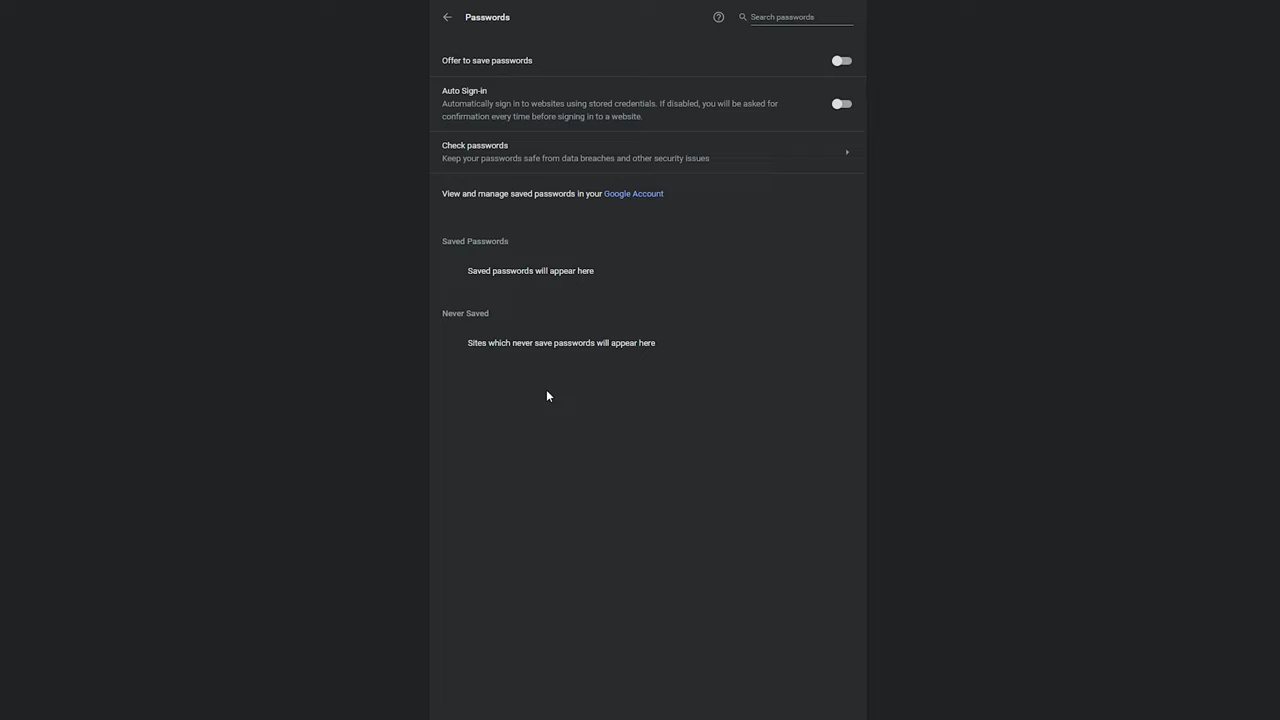 Passwords
Search passwords
Offer to save passwords
Auto Sign-in
Automatically sign in to websites using stored credentials. If disabled, you will be asked for
confirmation every time before signing in to a website.
Check passwords
Keep your passwords safe from data breaches and other security issues
View and manage saved passwords in your Google Account
Saved Passwords
Saved passwords will appear here
Never Saved
Sites which never save passwords will appear here